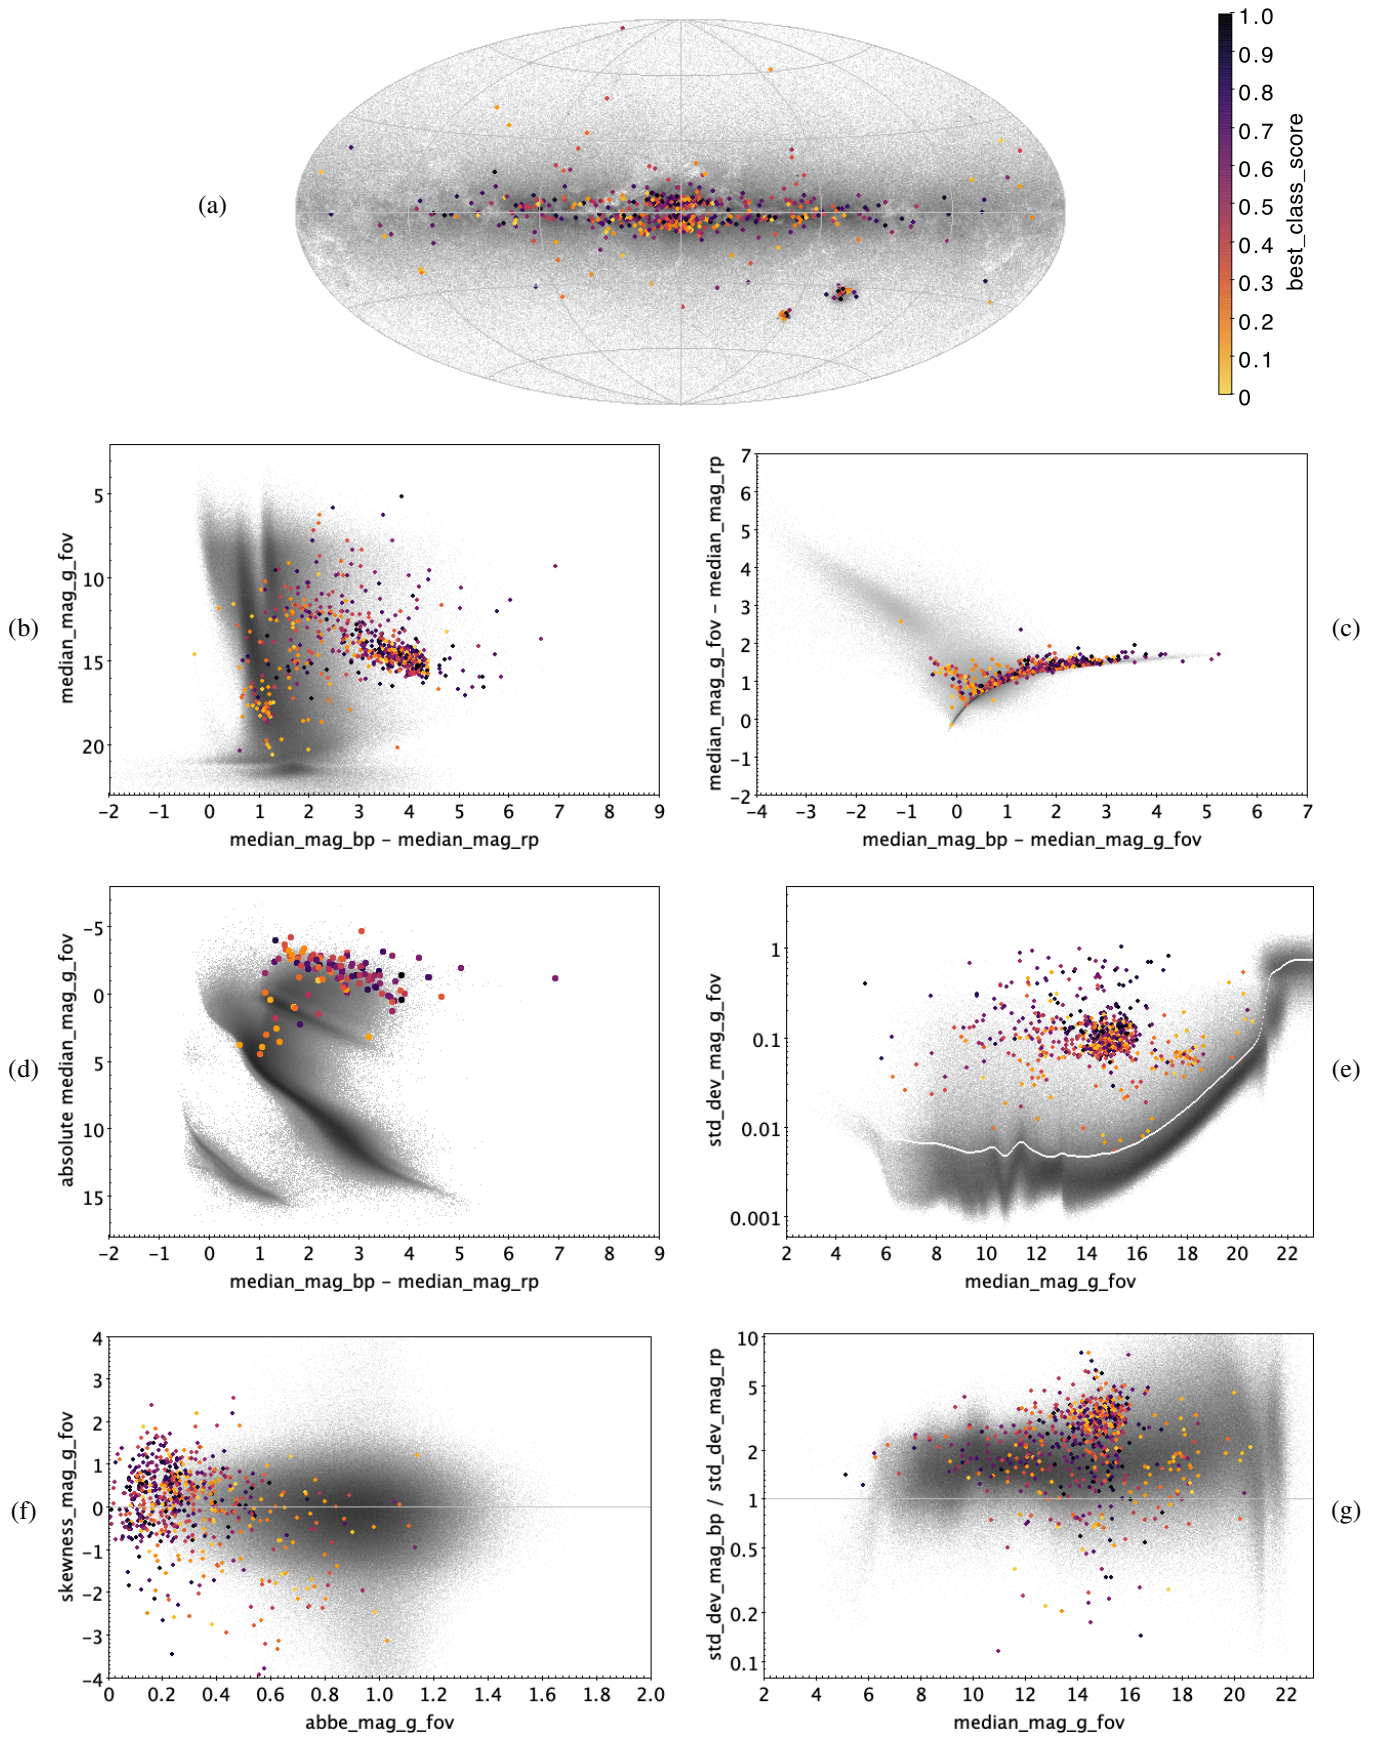 (a)
1.0
0.9
0.8
0.7
0.6
0.5
0.4
0.3
0.2
0.1
0
best_class_score
(b)
median_mag_g_fov
5
10
15
20
−2 −1 0 1 2 3 4 5 6 7 8 9
median_mag_bp − median_mag_rp
median_mag_g_fov − median_mag_rp
7
6
5
4
3
2
1
0
−1
−2
−4 −3 −2 −1 0 1 2 3 4 5 6 7
median_mag_bp − median_mag_g_fov
(c)
(d)
absolute median_mag_g_fov
−5
0
5
10
15
−2 −1 0 1 2 3 4 5 6 7 8 9
median_mag_bp − median_mag_rp
std_dev_mag_g_fov
1
0.1
0.01
0.001
2 4 6 8 10 12 14 16 18 20 22
median_mag_g_fov
(e)
(f)
skewness_mag_g_fov
4
3
2
1
0
−1
−2
−3
−4
0 0.2 0.4 0.6 0.8 1.0 1.2 1.4 1.6 1.8 2.0
abbe_mag_g_fov
std_dev_mag_bp / std_dev_mag_rp
10
5
2
1
0.5
0.2
0.1
2 4 6 8 10 12 14 16 18 20 22
median_mag_g_fov
(g)